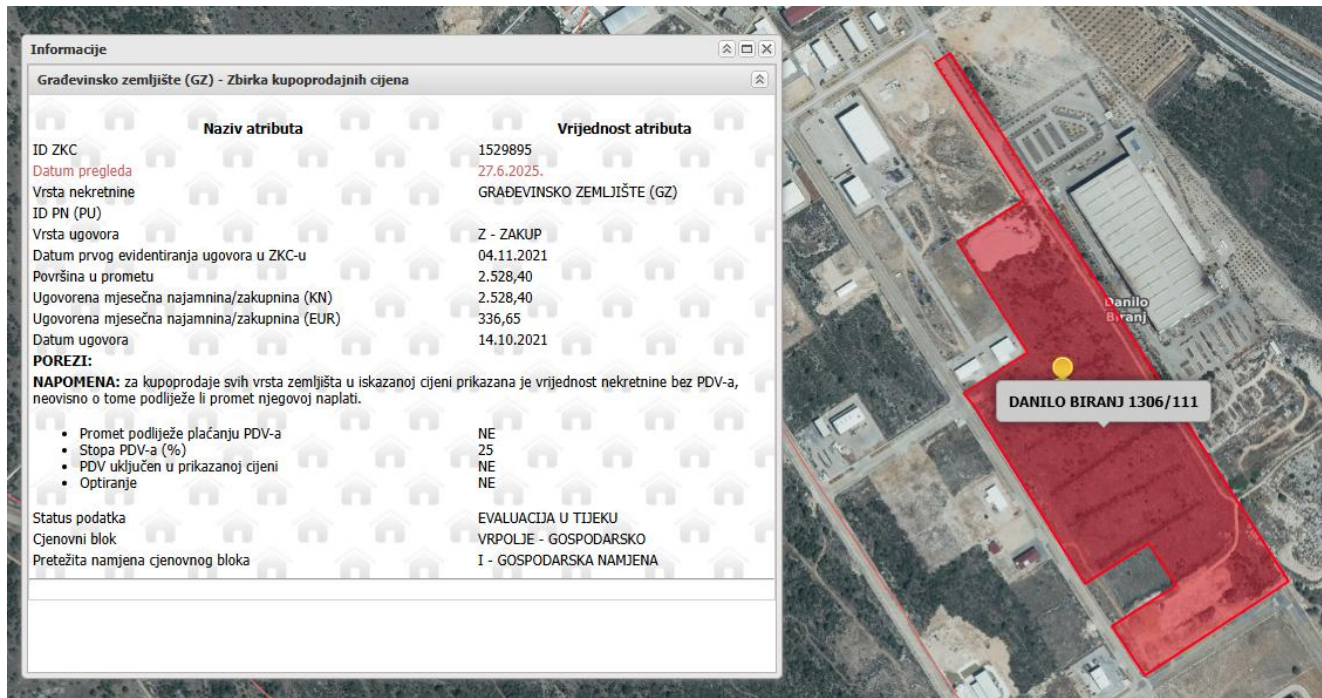 Informacije
Građevinsko zemljište (GZ) - Zbirka kupoprodajnih cijena
Naziv atributa Vrijednost atributa
ID ZKC 1529895
Datum pregleda 27.6.2025.
Vrsta nekretnine GRAĐEVINSKO ZEMLJIŠTE (GZ)
ID PN (PU)
Vrsta ugovora Z - ZAKUP
Datum prvog evidentiranja ugovora u ZKC-u 04.11.2021
Površina u prometu 2.528,40
Ugovorena mjesečna najamnina/zakupnina (KN) 2.528,40
Ugovorena mjesečna najamnina/zakupnina (EUR) 336,65
Datum ugovora 14.10.2021
POREZI:
NAPOMENA: za kupoprodaje svih vrsta zemljišta u iskazanoj cijeni prikazana je vrijednost nekretnine bez PDV-a,
neovisno o tome podliježe li promet njegovoj naplati.
• Promet podliježe plaćanju PDV-a NE
• Stopa PDV-a (%) 25
• PDV uključen u prikazanoj cijeni NE
• Optiranje NE
Status podatka EVALUACIJA U TIJEKU
Cjenovni blok VRPOLJE - GOSPODARSKO
Pretežita namjena cjenovnog bloka I - GOSPODARSKA NAMJENA
Danilo
Biranj
DANILO BIRANJ 1306/111